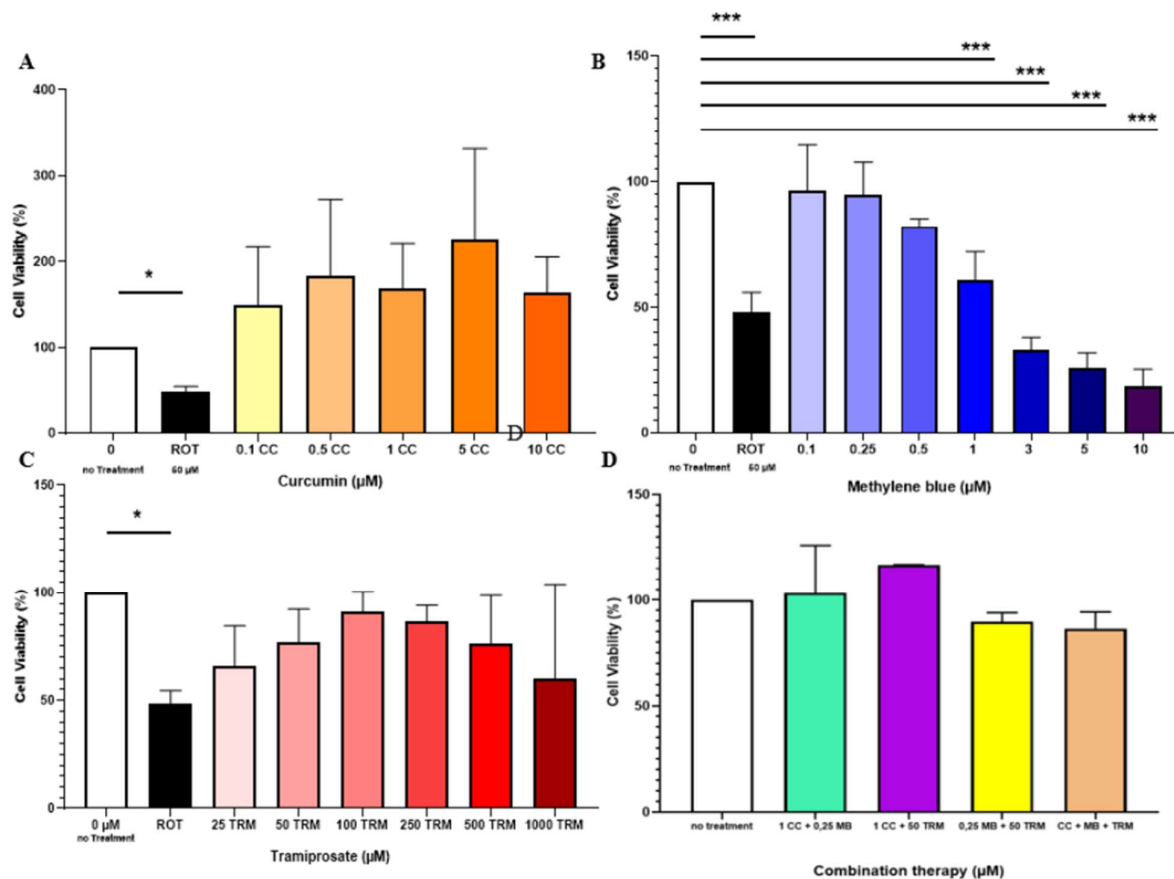 A
400
300
200
100
0
Cell Viability (%)
*
0
ROT
0.1 CC
0.5 CC
1 CC
5 CC
10 CC
no Treatment
60 µM
Curcumin (µM)
D
B
150
100
50
0
Cell Viability (%)
***
***
***
***
***
0
ROT
0.1
0.25
0.5
1
3
5
10
no Treatment
60 µM
Methylene blue (µM)
C
150
100
50
0
Cell Viability (%)
*
0 µM
ROT
25 TRM
50 TRM
100 TRM
250 TRM
500 TRM
1000 TRM
no Treatment
Tramiprosate (µM)
D
150
100
50
0
Cell Viability (%)
no treatment
1 CC + 0,25 MB
1 CC + 50 TRM
0,25 MB + 50 TRM
CC + MB + TRM
Combination therapy (µM)